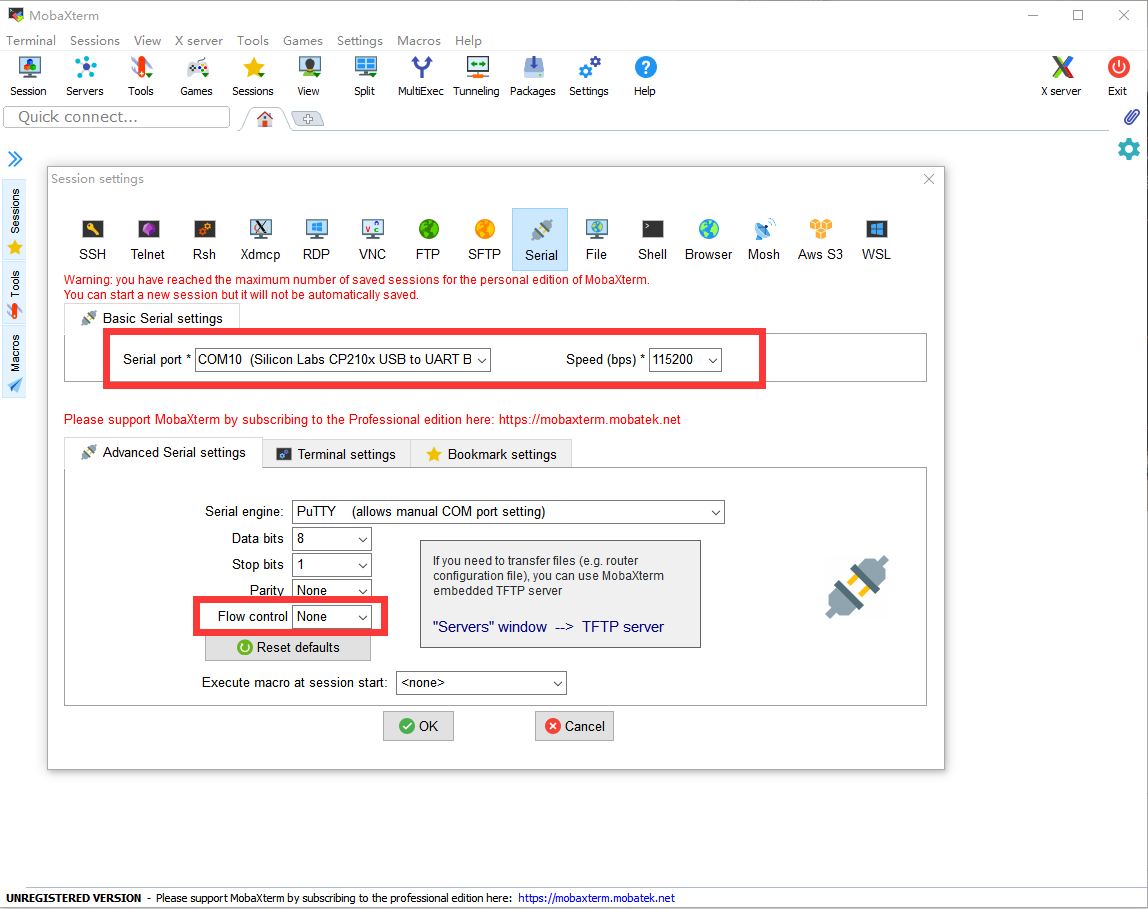 MobaXterm
Terminal Sessions View X server Tools Games Settings Macros Help
Session Servers Tools Games Sessions View Split MultiExec Tunneling Packages Settings Help X server Exit
Quick connect...
Sessions
Tools
Macros
Session settings
SSH Telnet Rsh Xdmcp RDP VNC FTP SFTP Serial File Shell Browser Mosh Aws S3 WSL
Warning: you have reached the maximum number of saved sessions for the personal edition of MobaXterm.
You can start a new session but it will not be automatically saved.
Basic Serial settings
Serial port * COM10 (Silicon Labs CP210x USB to UART B Speed (bps) * 115200
Please support MobaXterm by subscribing to the Professional edition here: https://mobaxterm.mobatek.net
Advanced Serial settings Terminal settings Bookmark settings
Serial engine: PuTTY (allows manual COM port setting)
Data bits 8
Stop bits 1
Parity None
Flow control None
Reset defaults
If you need to transfer files (e.g. router
configuration file), you can use MobaXterm
embedded TFTP server
"Servers" window --> TFTP server
Execute macro at session start: <none>
OK Cancel
UNREGISTERED VERSION - Please support MobaXterm by subscribing to the professional edition here: https://mobaxterm.mobatek.net